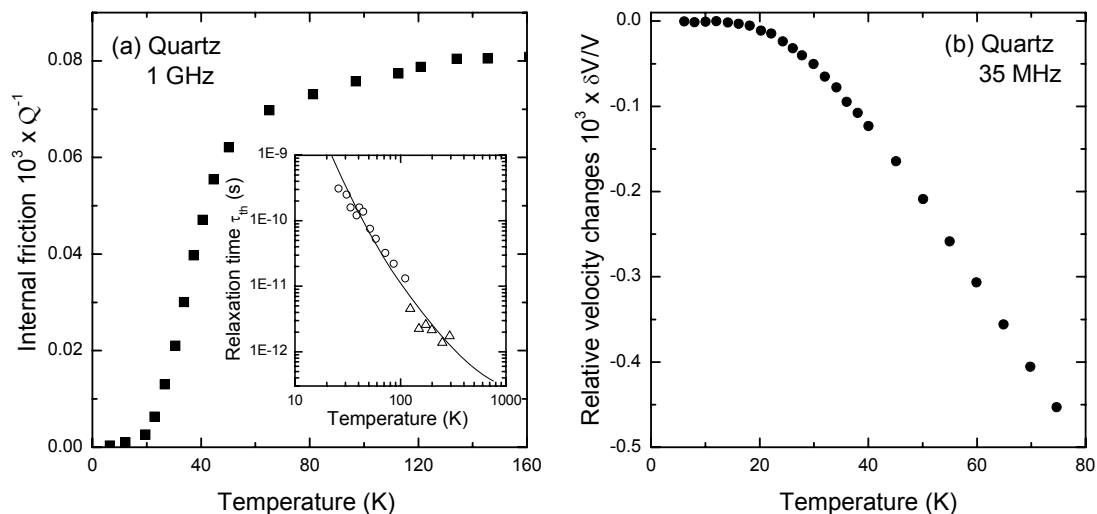 (a) Quartz
1 GHz
Internal friction 10³ x Q⁻¹
0.08
0.06
0.04
0.02
0.00
0 40 80 120 160
Temperature (K)
Relaxation time τth (s)
1E-9
1E-10
1E-11
1E-12
10 100 1000
Temperature (K)
(b) Quartz
35 MHz
Relative velocity changes 10³ x δV/V
0.0
-0.1
-0.2
-0.3
-0.4
-0.5
0 20 40 60 80
Temperature (K)